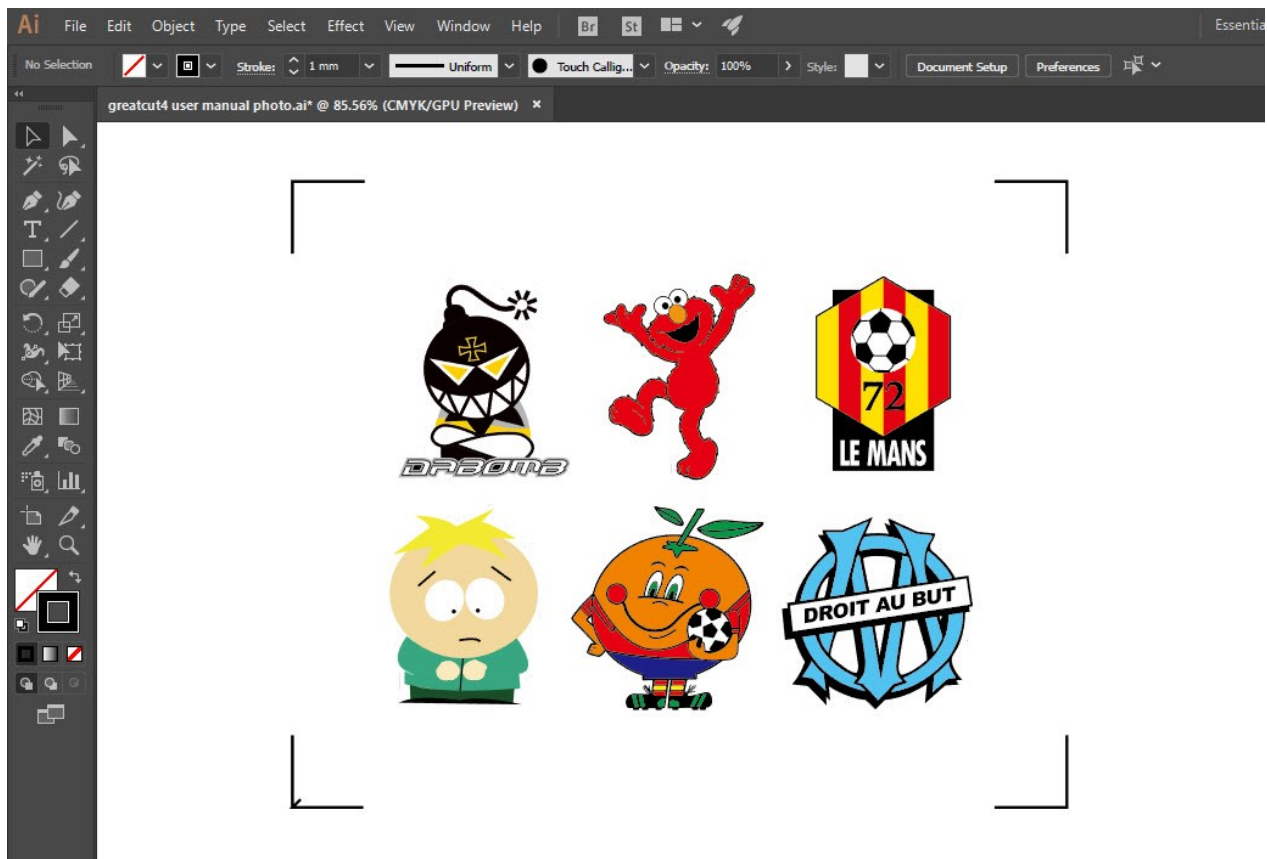 Ai File Edit Object Type Select Effect View Window Help Br St Essentia
No Selection Stroke: 1 mm Uniform Touch Callig... Opacity: 100% Style: Document Setup Preferences
greatcut4 user manual photo.ai* @ 85.56% (CMYK/GPU Preview) ×
72
LE MANS
DABOMB
DROIT AU BUT